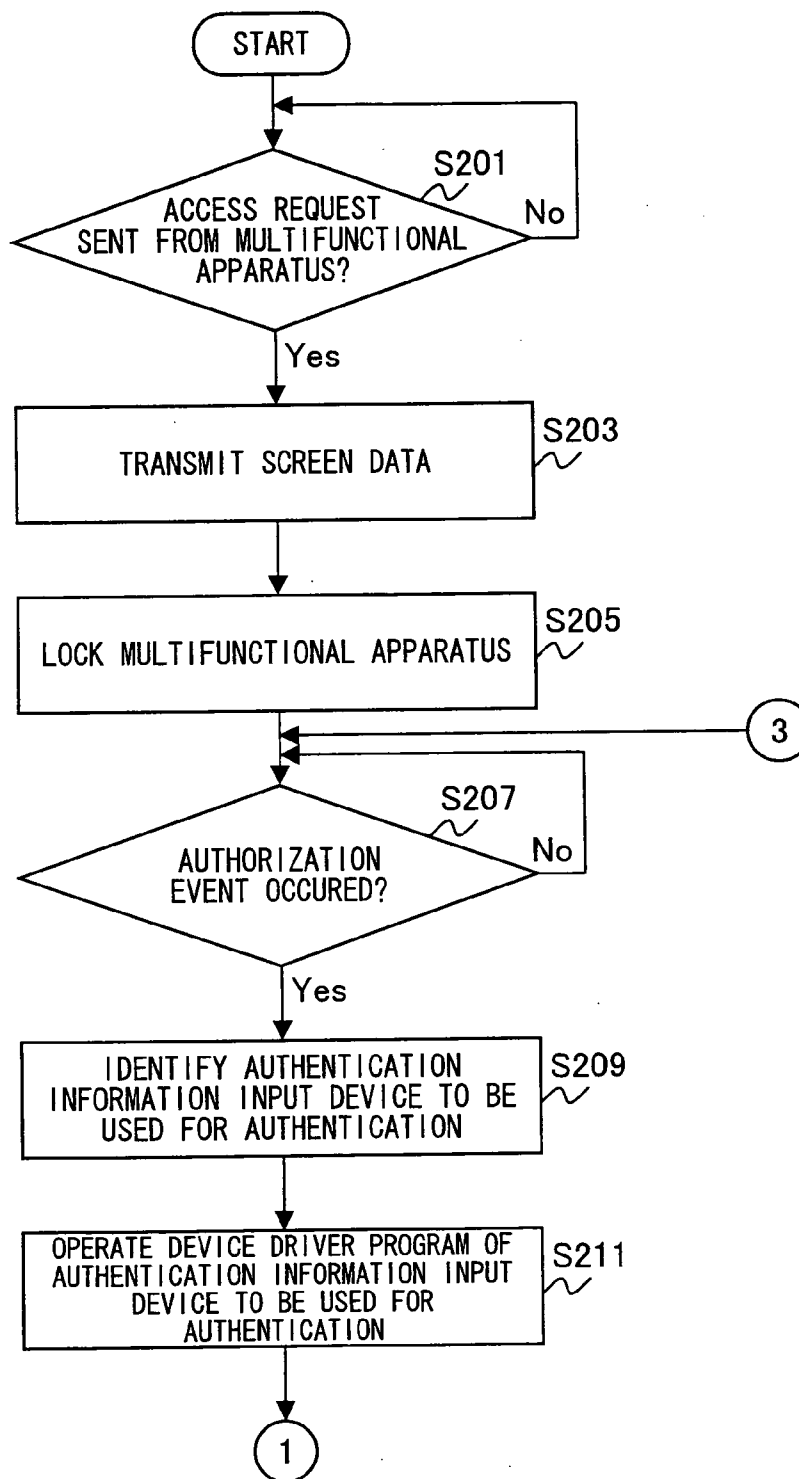 START
S201
ACCESS REQUEST
SENT FROM MULTIFUNCTIONAL
APPARATUS?
No
Yes
S203
TRANSMIT SCREEN DATA
S205
LOCK MULTIFUNCTIONAL APPARATUS
3
S207
AUTHORIZATION
EVENT OCCURED?
No
Yes
S209
IDENTIFY AUTHENTICATION
INFORMATION INPUT DEVICE TO BE
USED FOR AUTHENTICATION
S211
OPERATE DEVICE DRIVER PROGRAM OF
AUTHENTICATION INFORMATION INPUT
DEVICE TO BE USED FOR
AUTHENTICATION
1